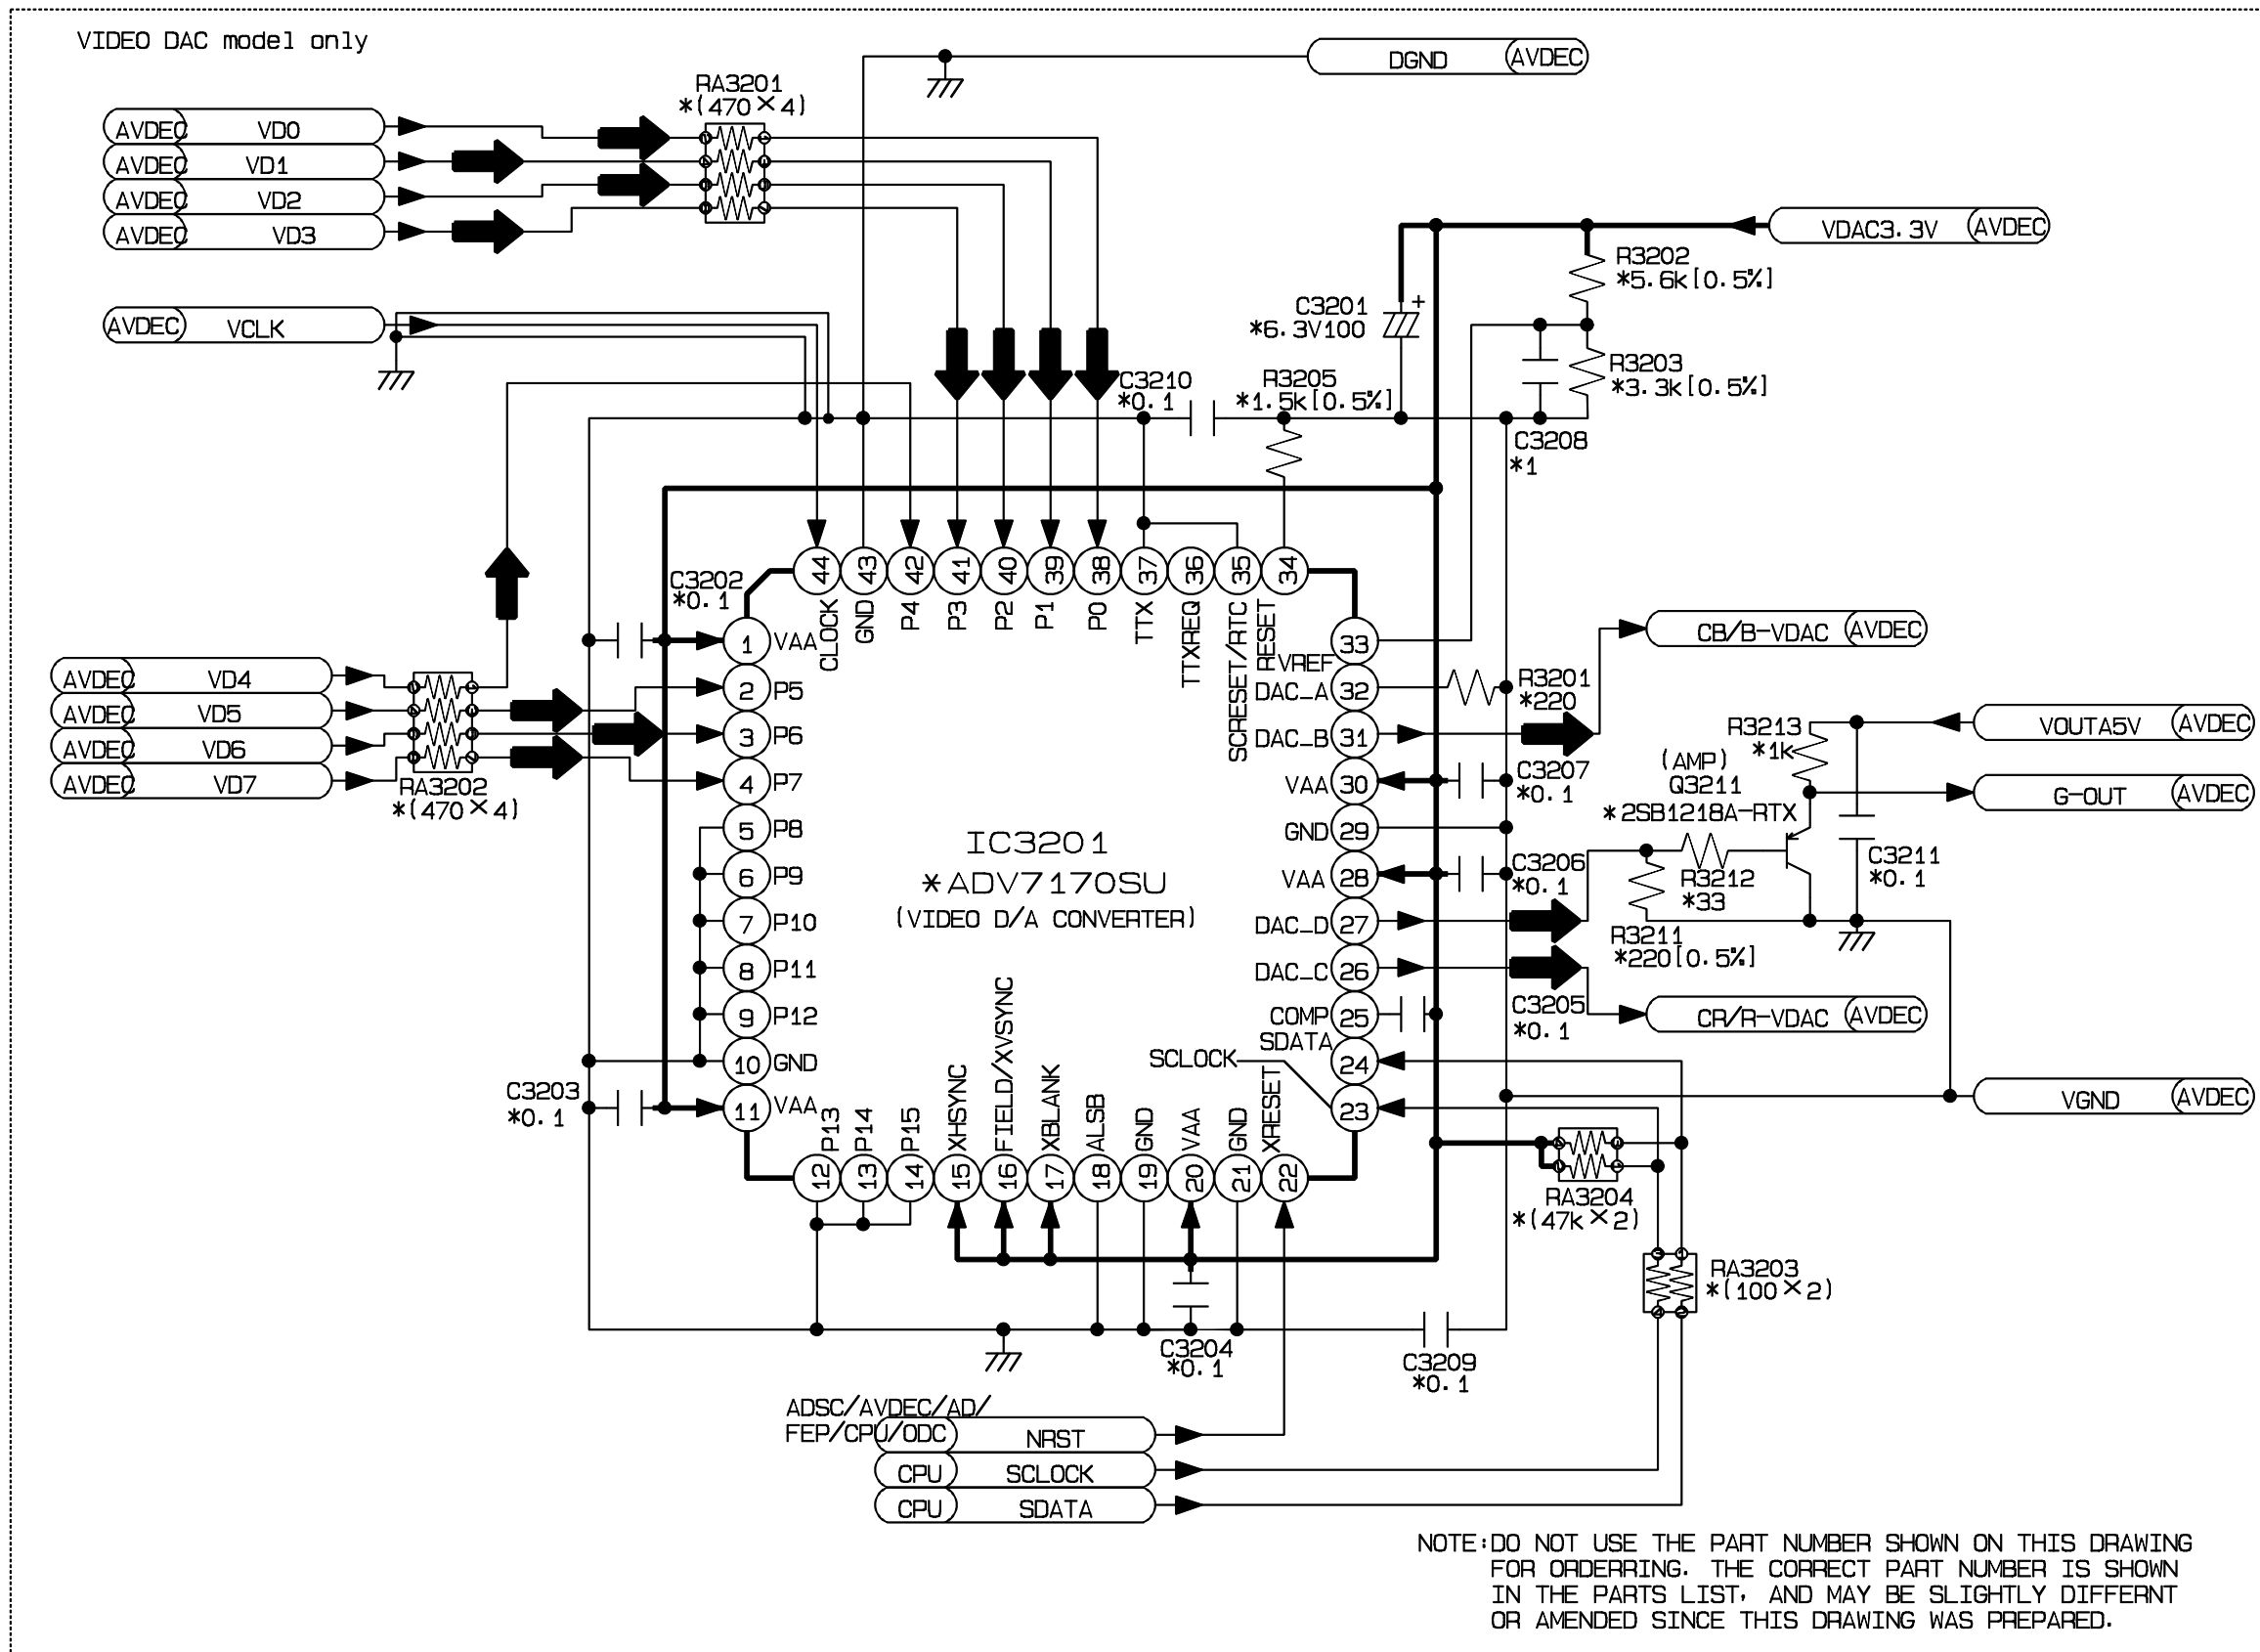 VIDEO DAC model only
DGND AVDEC
RA3201
*(470×4)
AVDEC VD0
AVDEC VD1
AVDEC VD2
AVDEC VD3
VDAC3.3V AVDEC
R3202
*5.6k[0.5%]
C3201
+
*6.3V100
AVDEC VCLK
R3203
*3.3k[0.5%]
C3210
*0.1
R3205
*1.5k[0.5%]
C3208
*1
C3202
*0.1
44 43 42 41 40 39 38 37 36 35 34
CLOCK
GND
P4
P3
P2
P1
P0
TTX
TTXREQ
SCRESET/RTC
RESET
1 VAA
2 P5
3 P6
4 P7
5 P8
6 P9
7 P10
8 P11
9 P12
10 GND
11 VAA
VREF 33
DAC_A 32
DAC_B 31
VAA 30
GND 29
VAA 28
DAC_D 27
DAC_C 26
COMP 25
SDATA 24
SCLOCK 23
AVDEC VD4
AVDEC VD5
AVDEC VD6
AVDEC VD7
RA3202
*(470×4)
IC3201
*ADV7170SU
(VIDEO D/A CONVERTER)
CB/B-VDAC AVDEC
R3201
*220
VOUTA5V AVDEC
R3213
*1k
(AMP)
Q3211
*2SB1218A-RTX
C3207
*0.1
G-OUT AVDEC
C3206
*0.1
R3212
*33
C3211
*0.1
R3211
*220[0.5%]
C3205
*0.1
CR/R-VDAC AVDEC
VGND AVDEC
C3203
*0.1
P13
P14
P15
XHSYNC
FIELD/XVSYNC
XBLANK
ALSB
GND
VAA
GND
XRESET
12 13 14 15 16 17 18 19 20 21 22
RA3204
*(47k×2)
RA3203
*(100×2)
C3204
*0.1
C3209
*0.1
ADSC/AVDEC/AD/
FEP/CPU/ODC NRST
CPU SCLOCK
CPU SDATA
NOTE:DO NOT USE THE PART NUMBER SHOWN ON THIS DRAWING
FOR ORDERRING. THE CORRECT PART NUMBER IS SHOWN
IN THE PARTS LIST, AND MAY BE SLIGHTLY DIFFERNT
OR AMENDED SINCE THIS DRAWING WAS PREPARED.